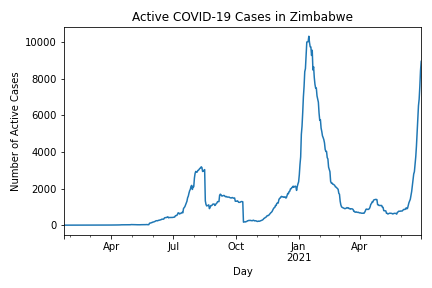 Active COVID-19 Cases in Zimbabwe
Number of Active Cases
10000
8000
6000
4000
2000
0
Apr
Jul
Oct
Jan
2021
Apr
Day